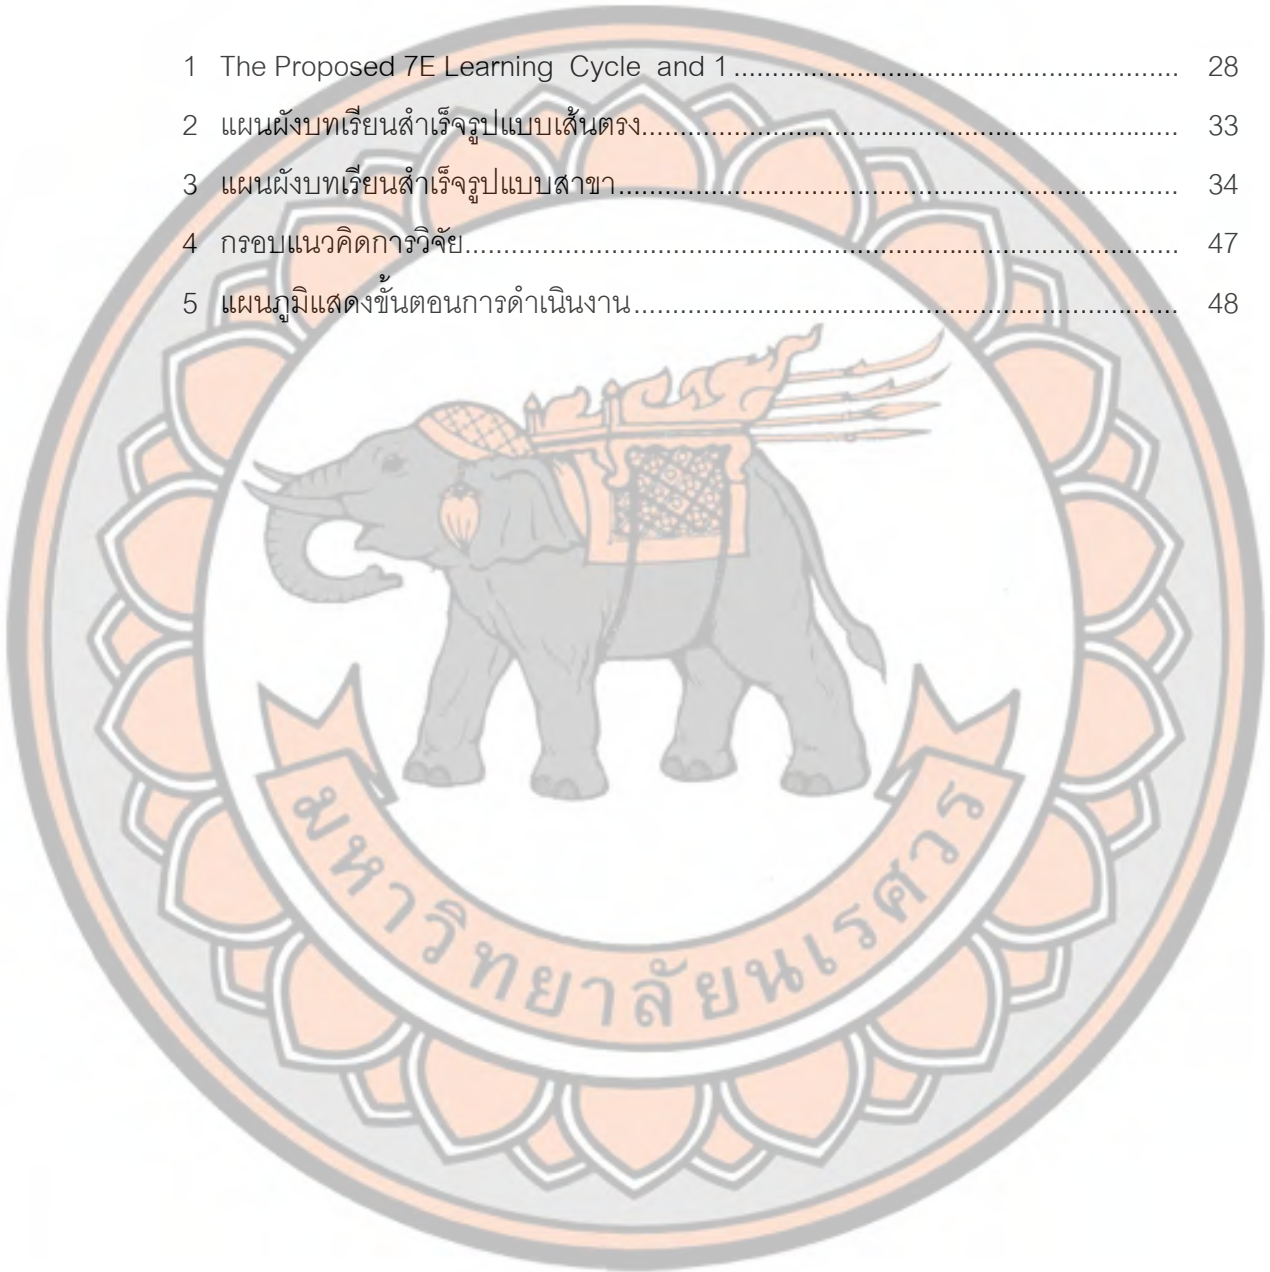 1 The Proposed 7E Learning Cycle and 1 ........................................................ 28
2 แผนผังบทเรียนสำเร็จรูปแบบเส้นตรง........................................................ 33
3 แผนผังบทเรียนสำเร็จรูปแบบสาขา........................................................ 34
4 กรอบแนวคิดการวิจัย........................................................ 47
5 แผนภูมิแสดงขั้นตอนการดำเนินงาน........................................................ 48
มหาวิทยาลัยนเรศวร